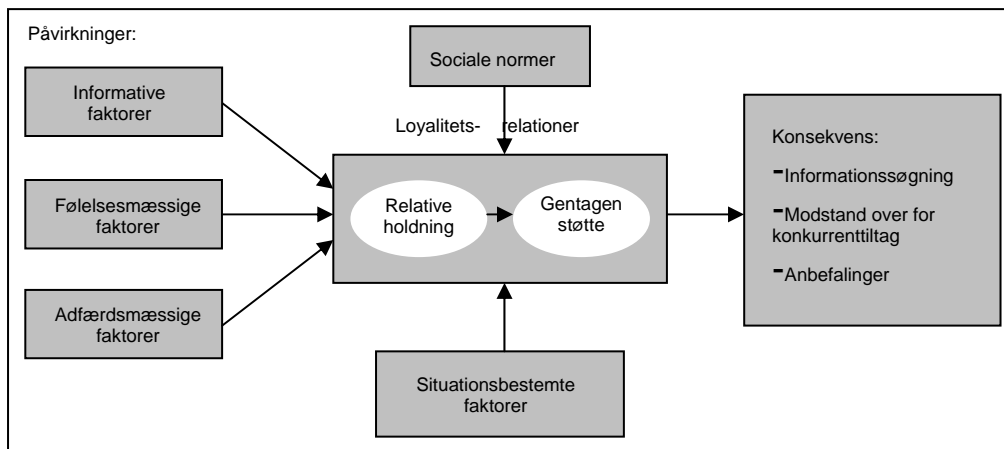 Påvirkninger:
Informative
faktorer
Følelsesmæssige
faktorer
Adfærdsmæssige
faktorer
Sociale normer
Loyalitets- relationer
Relative
holdning
Gentagen
støtte
Situationsbestemte
faktorer
Konsekvens:
-Informationssøgning
-Modstand over for
konkurrenttiltag
-Anbefalinger